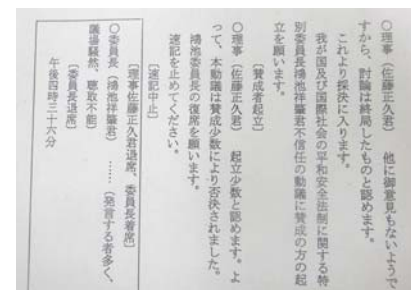 ○理事(佐藤正久君) 他に御意見もないようで
すから、討論は終局したものと認めます。
これより採決に入ります。
我が国及び国際社会の平和安全法制に関する特
別委員長鴻池祥肇君不信任の動議に賛成の方の起
立を願います。
〔賛成者起立〕
○理事(佐藤正久君) 起立少数と認めます。よ
って、本動議は賛成少数により否決されました。
鴻池委員長の復席を願います。
速記を止めてください。
〔速記中止〕
〔理事佐藤正久君退席、委員長着席〕
○委員長(鴻池祥肇君) ……(発言する者多く、
議場騒然、聴取不能)
〔委員長退席〕
午後四時三十六分